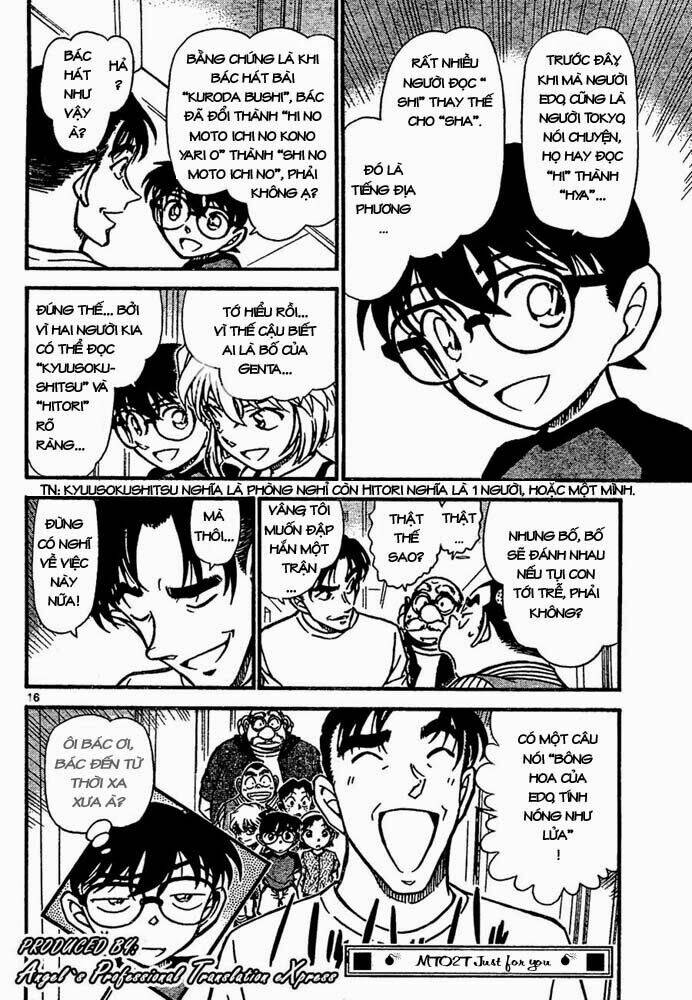 BÁC
HÁT
NHƯ
VẬY
À?
HẢ
?
BẰNG CHỨNG LÀ KHI
BÁC HÁT BÀI
"KURODA BUSHI", BÁC
ĐÃ ĐỔI THÀNH "HI NO
MOTO ICHI NO KONO
YARI O" THÀNH "SHI NO
MOTO ICHI NO", PHẢI
KHÔNG Ạ?
TRƯỚC ĐÂY,
KHI MÀ NGƯỜI
EDO, CŨNG LÀ
NGƯỜI TOKYO,
NÓI CHUYỆN,
HỌ HAY ĐỌC
"HI" THÀNH
"HYA"...
RẤT NHIỀU
NGƯỜI ĐỌC "
SHI" THAY THẾ
CHO "SHA".
ĐÓ LÀ
TIẾNG ĐỊA
PHƯƠNG
...
ĐÚNG THẾ... BỞI
VÌ HAI NGƯỜI KIA
CÓ THỂ ĐỌC
"KYUUSOKU-
SHITSU" VÀ
"HITORI"
RÕ
RÀNG...
TỚ HIỂU RỒI...
VÌ THẾ CẬU BIẾT
AI LÀ BỐ CỦA
GENTA...
TN: KYUUSOKUSHITSU NGHĨA LÀ PHÒNG NGHỈ CÒN HITORI NGHĨA LÀ 1 NGƯỜI, HOẶC MỘT MÌNH.
ĐỪNG
CÓ NGHĨ
VỀ VIỆC
NÀY
NỮA!
MÀ
THÔI...
VÂNG TÔI
MUỐN ĐẬP
HẮN MỘT
TRẬN
...
THẬT
THẾ
SAO?
THẬT
...
NHƯNG BỐ, BỐ
SẼ ĐÁNH NHAU
NẾU TỤI CON
TỚI TRỄ, PHẢI
KHÔNG?
16
ÔI BÁC ƠI,
BÁC ĐẾN TỪ
THỜI XA
XƯA À?
CÓ MỘT CÂU
NÓI "BÔNG
HOA CỦA
EDO, TÍNH
NÓNG NHƯ
LỬA"
!
PRODUCED BY:
Angel's Professional Translation eXpress
MTO2T Just for you